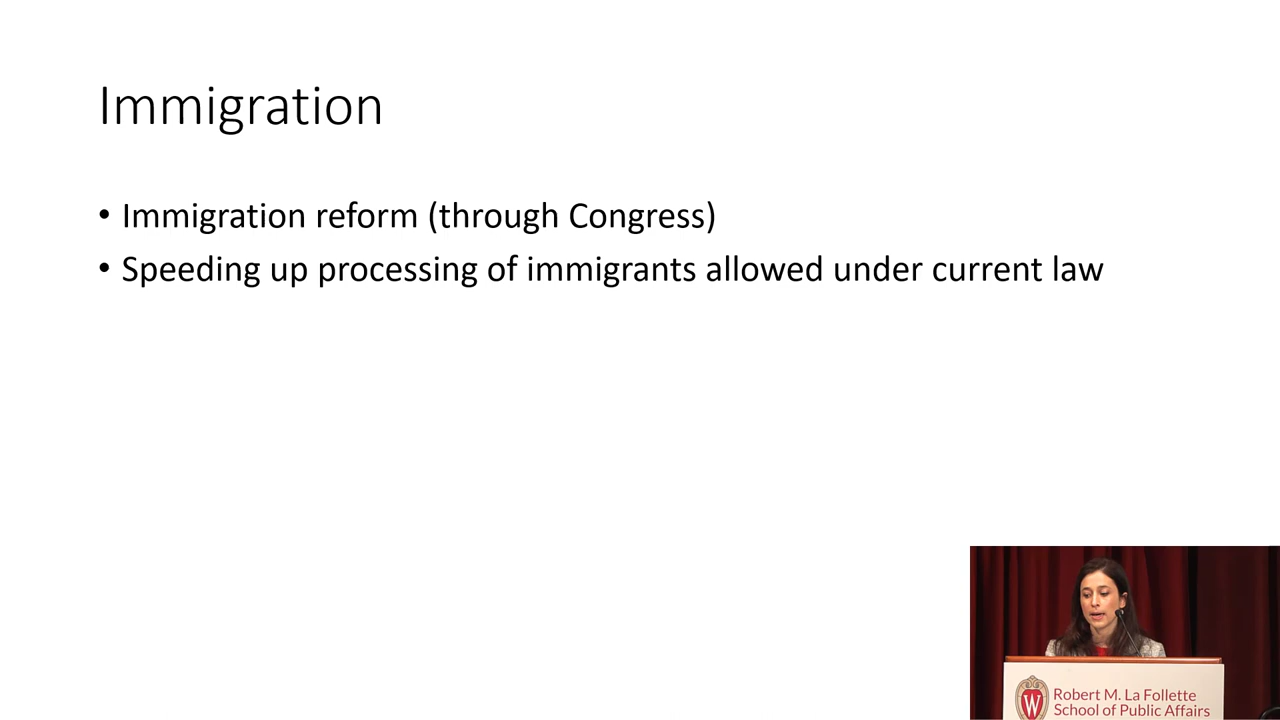 Immigration
• Immigration reform (through Congress)
• Speeding up processing of immigrants allowed under current law
W
Robert M. La Follette
School of Public Affairs